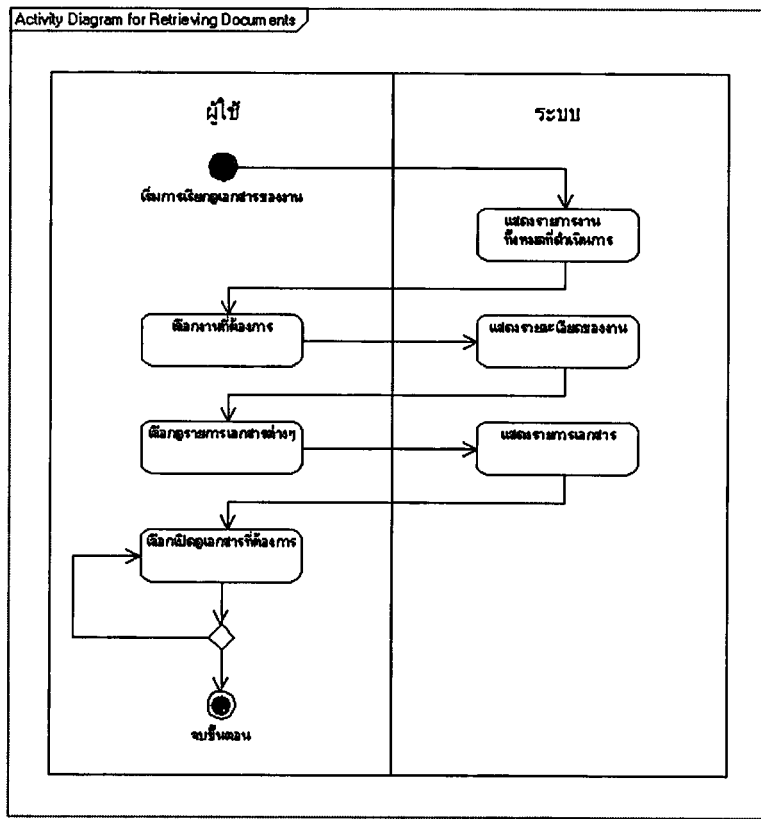 Activity Diagram for Retrieving Documents
ผู้ใช้
ระบบ
เริ่มการเรียกดูเอกสารของงาน
แสดงรายการงาน
ทั้งหมดที่ดำเนินการ
เลือกงานที่ต้องการ
แสดงรายละเอียดของงาน
เลือกดูรายการเอกสารต่างๆ
แสดงรายการเอกสาร
เลือกเปิดดูเอกสารที่ต้องการ
จบขั้นตอน